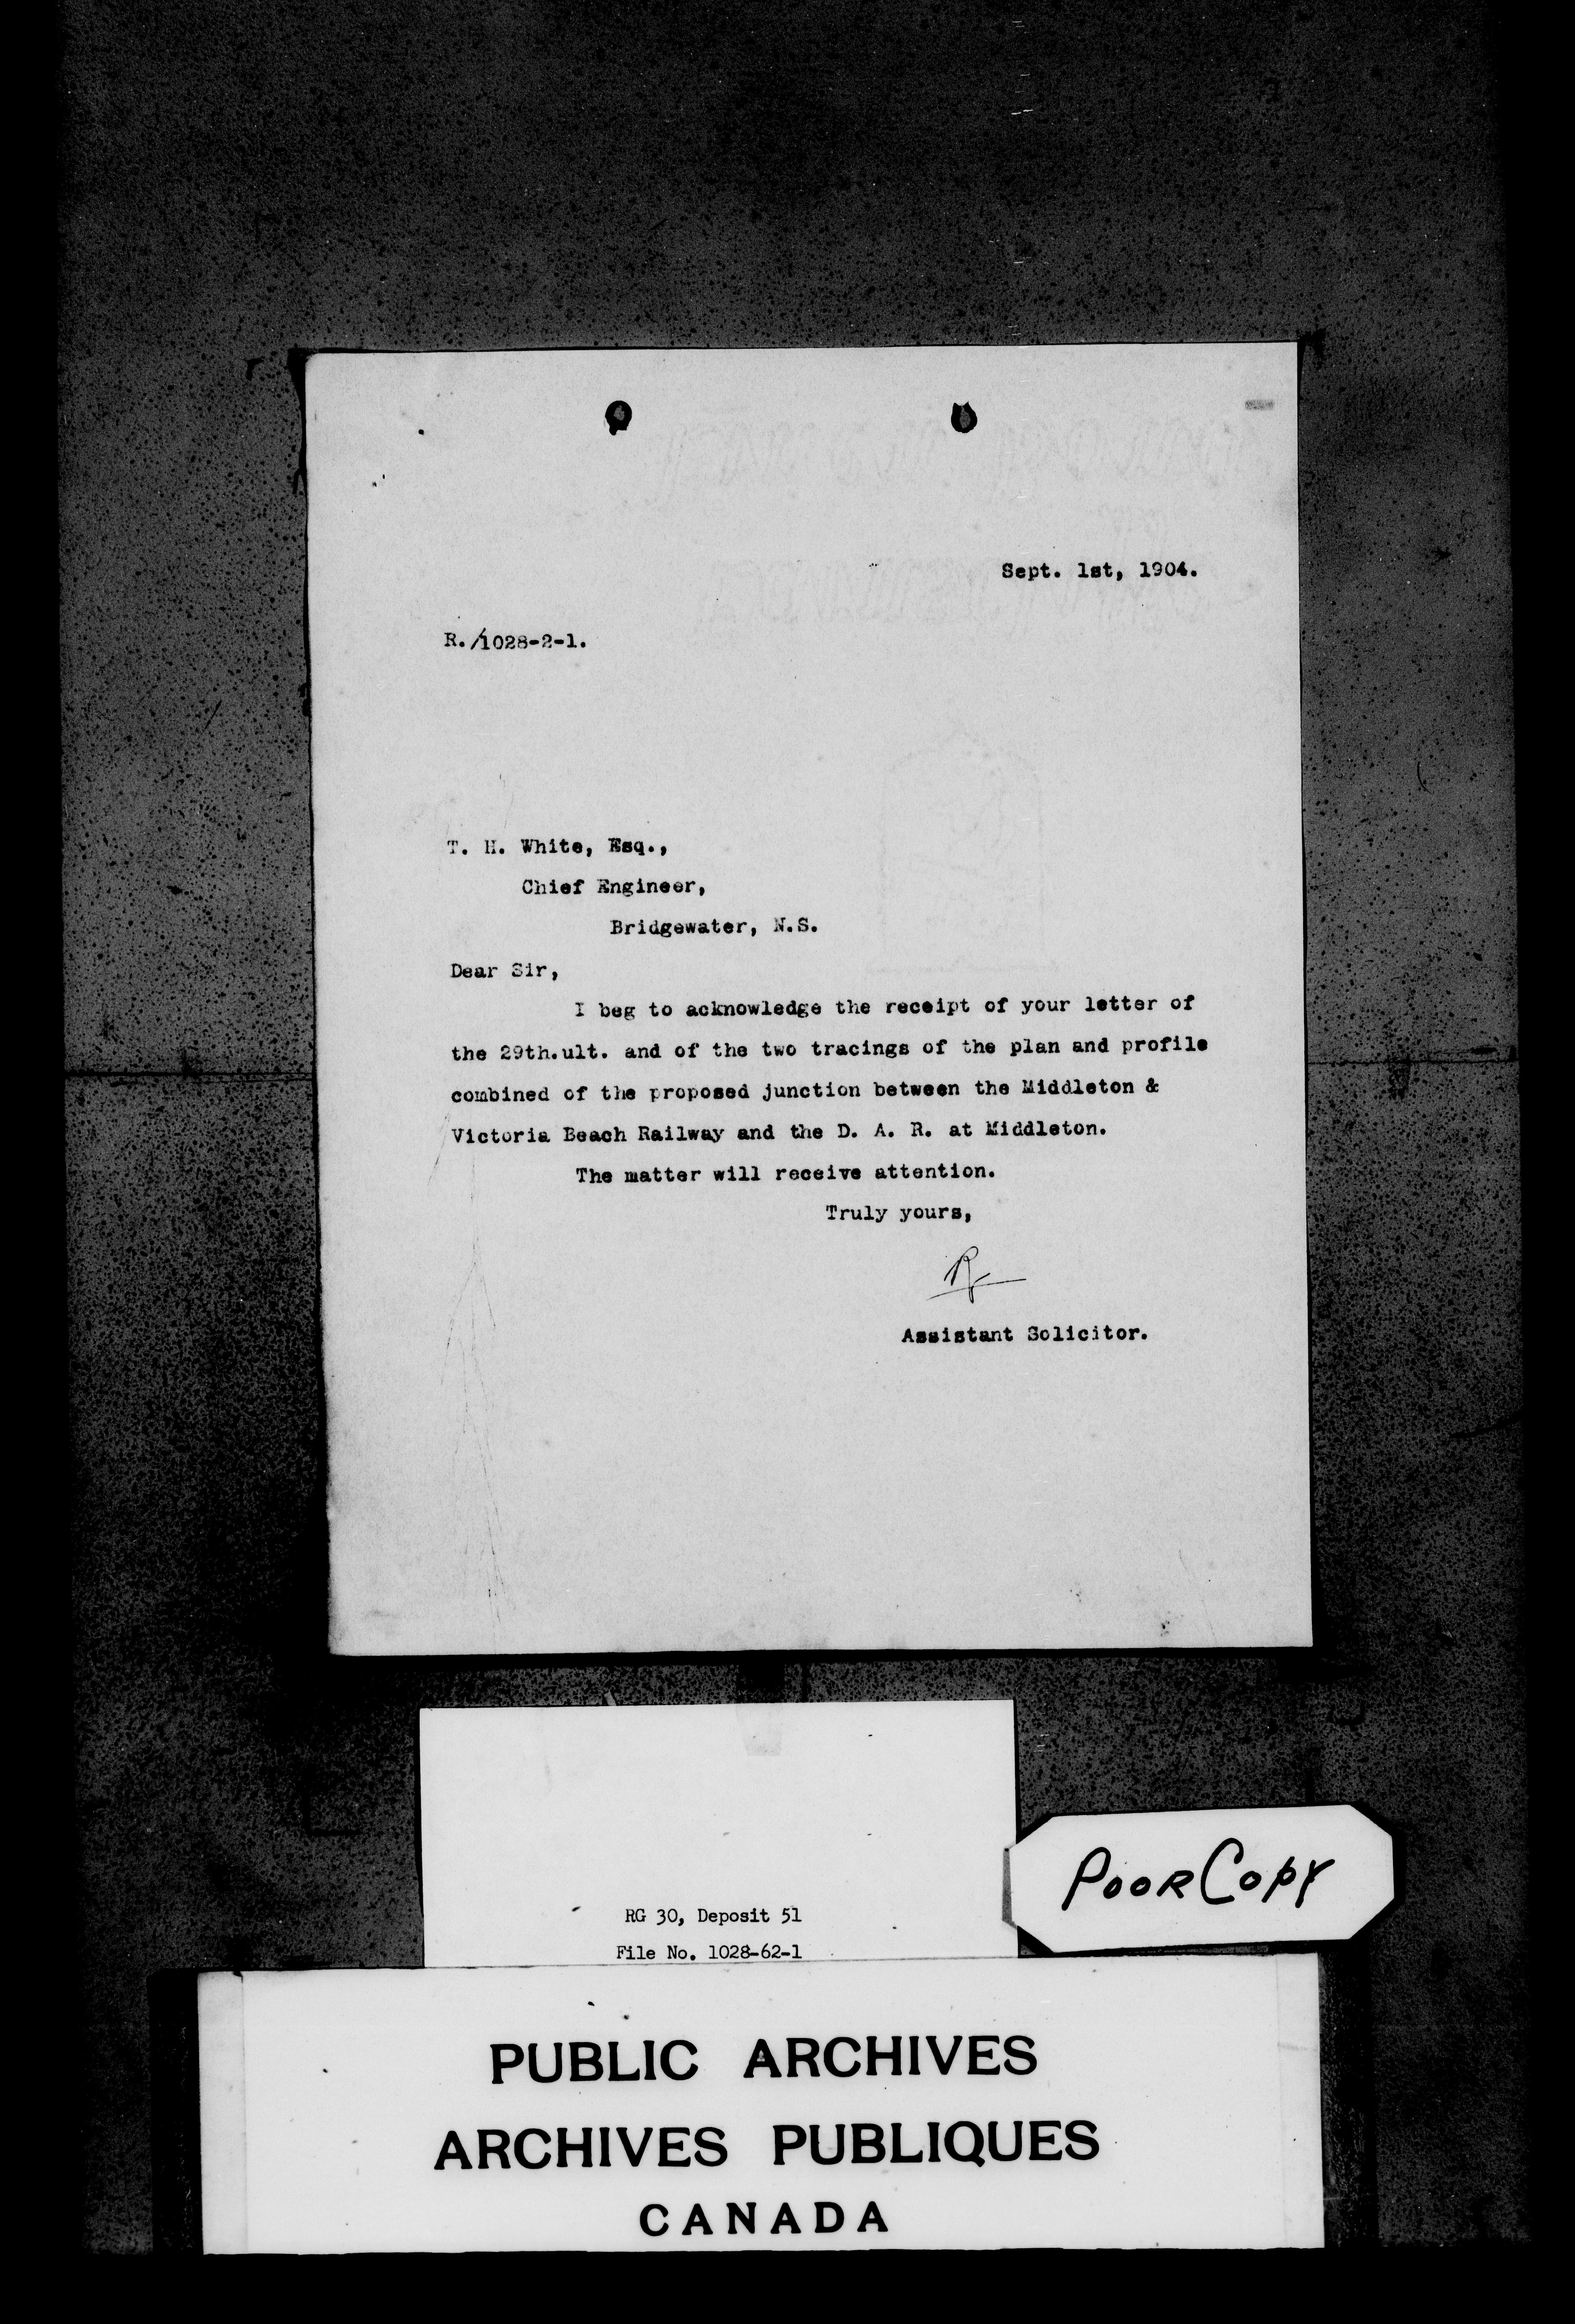 Sept. 1st, 1904.
R./1028-2-1.
T. H. White, Esq.,
Chief Engineer,
Bridgewater, N.S.
Dear Sir,
I beg to acknowledge the receipt of your letter of
the 29th.ult. and of the two tracings of the plan and profile
combined of the proposed junction between the Middleton &
Victoria Beach Railway and the D. A. R. at Middleton.
The matter will receive attention.
Truly yours,
Assistant Solicitor.
POOR COPY
RG 30, Deposit 51
File No. 1028-62-1
PUBLIC ARCHIVES
ARCHIVES PUBLIQUES
CANADA